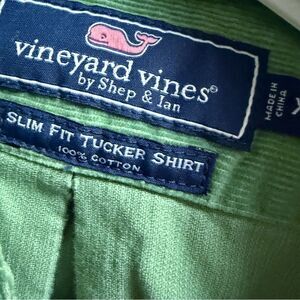 vineyard vines®
by Shep & Ian
MADE IN
CHINA
SLIM FIT TUCKER SHIRT
100% COTTON